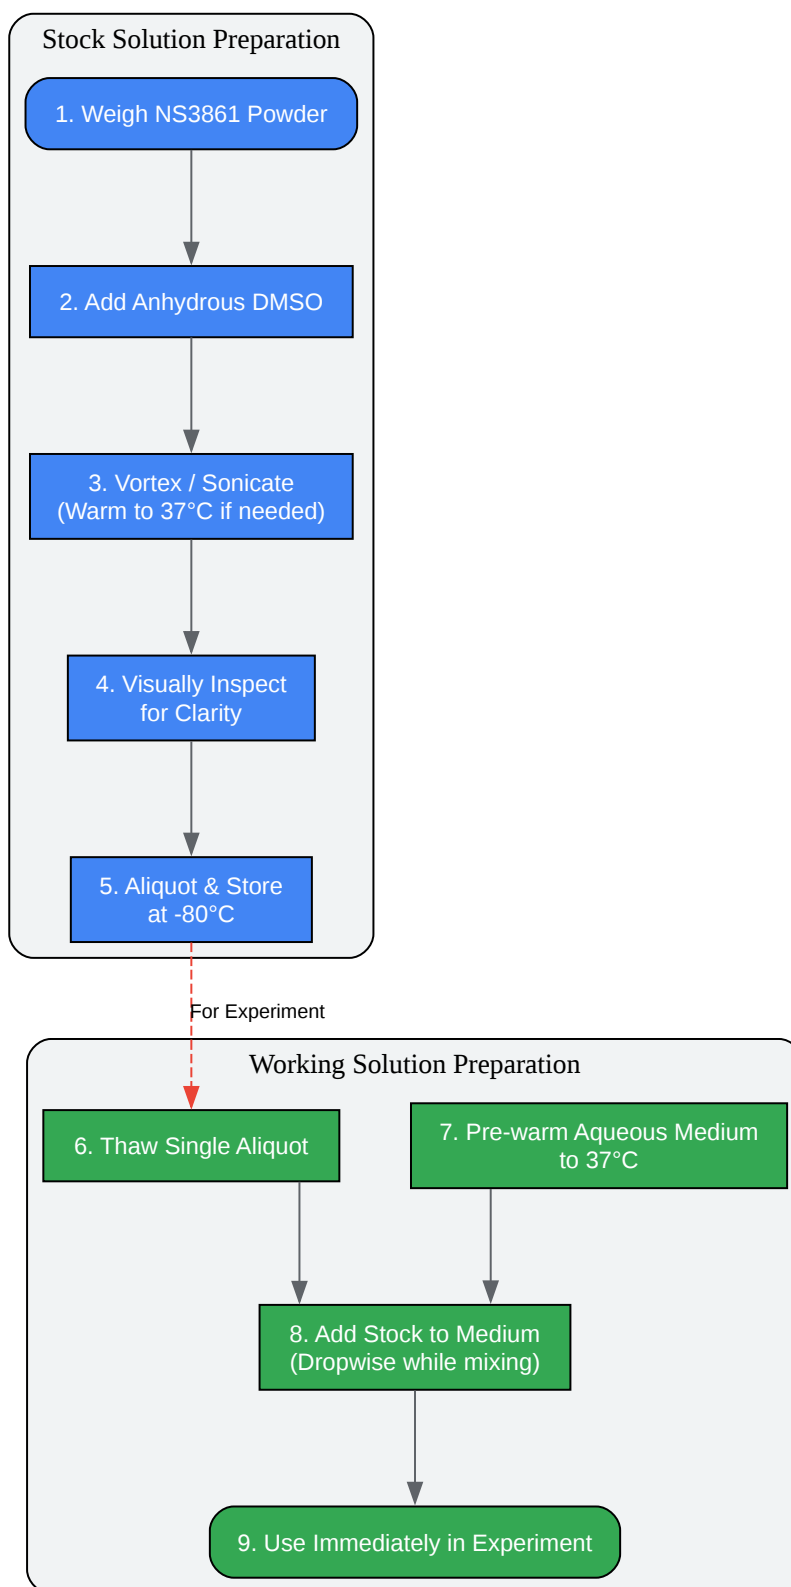 Stock Solution Preparation
1. Weigh NS3861 Powder
2. Add Anhydrous DMSO
3. Vortex / Sonicate
(Warm to 37°C if needed)
4. Visually Inspect
for Clarity
5. Aliquot & Store
at -80°C
For Experiment
Working Solution Preparation
6. Thaw Single Aliquot
7. Pre-warm Aqueous Medium
to 37°C
8. Add Stock to Medium
(Dropwise while mixing)
9. Use Immediately in Experiment